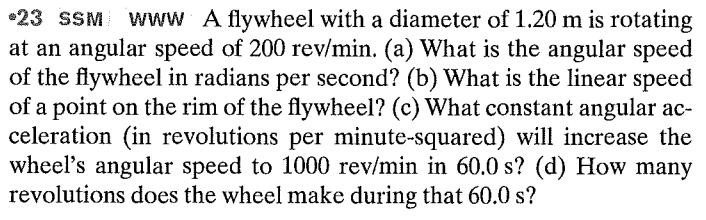 •23 SSM WWW A flywheel with a diameter of 1.20 m is rotating
at an angular speed of 200 rev/min. (a) What is the angular speed
of the flywheel in radians per second? (b) What is the linear speed
of a point on the rim of the flywheel? (c) What constant angular ac-
celeration (in revolutions per minute-squared) will increase the
wheel's angular speed to 1000 rev/min in 60.0 s? (d) How many
revolutions does the wheel make during that 60.0 s?